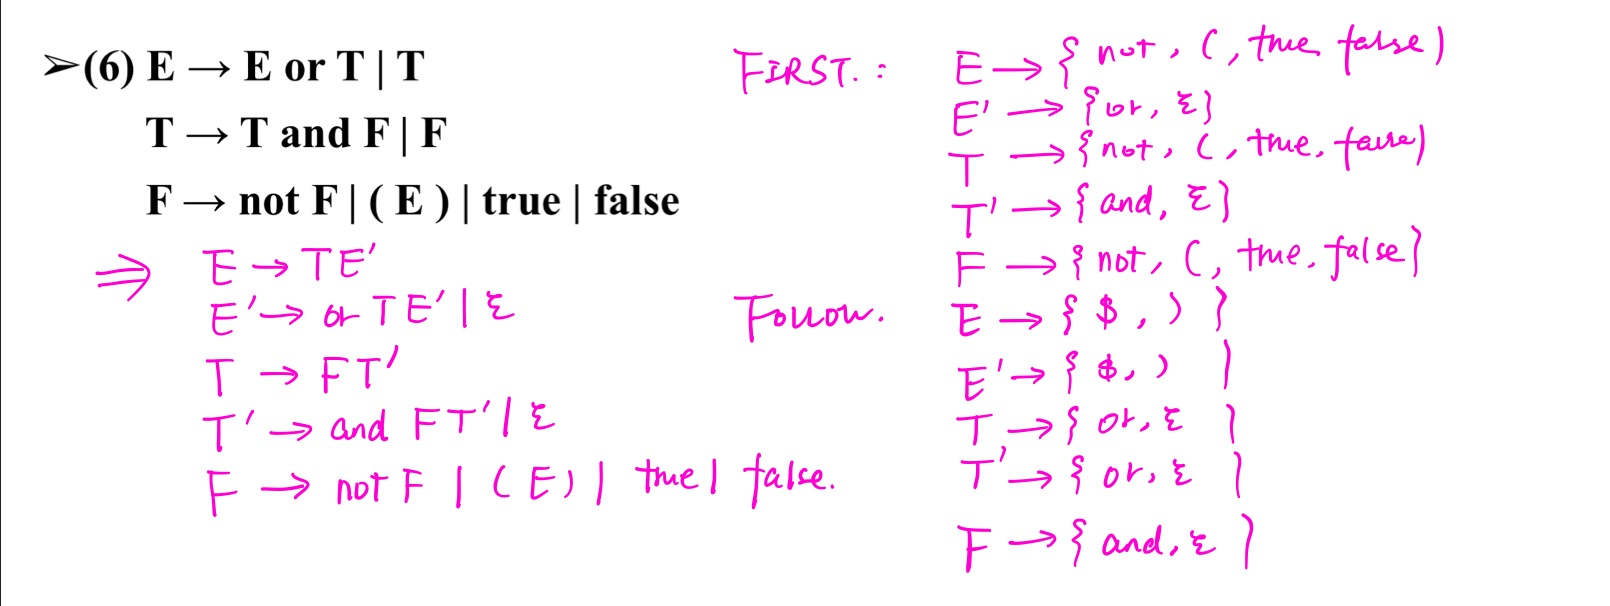 ➢(6) E → E or T | T
T → T and F | F
F → not F | ( E ) | true | false
⇒ E → TE'
E' → or TE' | ε
T → FT'
T' → and FT' | ε
F → not F | (E) | true | false.
FIRST. : E → { not, (, true, false )
E' → { or, ε }
T → { not, (, true, false )
T' → { and, ε }
F → { not, (, true, false }
Follow. E → { $, ) }
E' → { $, ) }
T → { or, ε }
T' → { or, ε }
F → { and, ε }